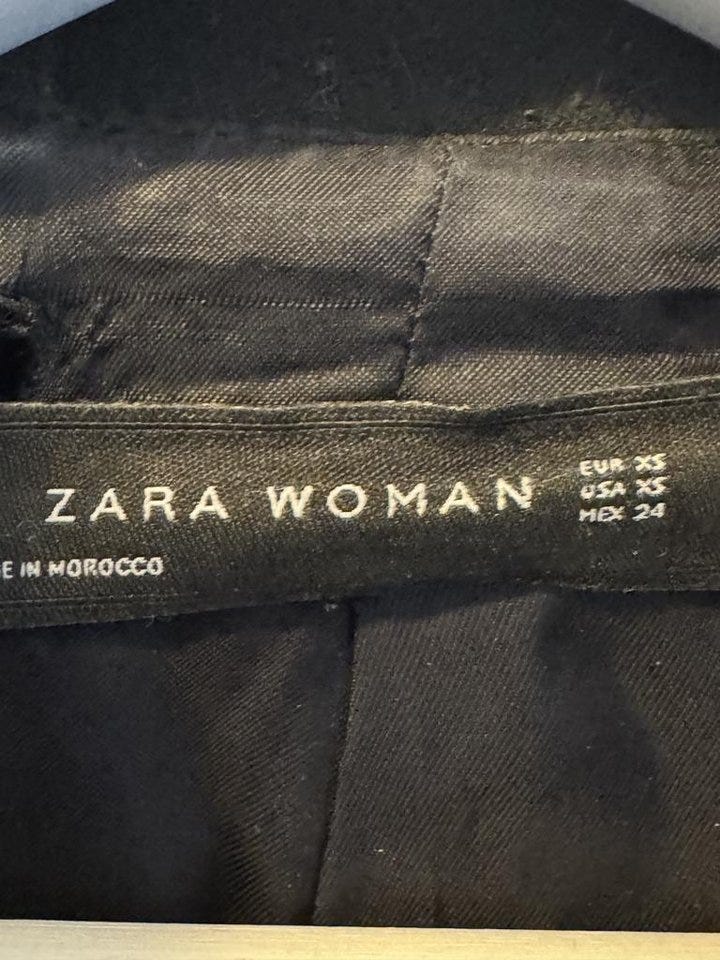 ZARA WOMAN
EUR XS
USA XS
MEX 24
E IN MOROCCO